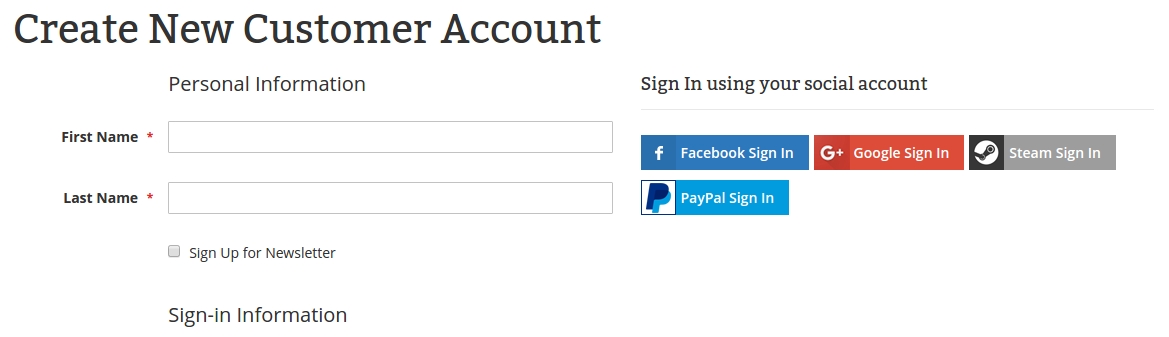 Create New Customer Account
Personal Information
First Name *
Last Name *
Sign Up for Newsletter
Sign-in Information
Sign In using your social account
f Facebook Sign In
G+ Google Sign In
Steam Sign In
PayPal Sign In